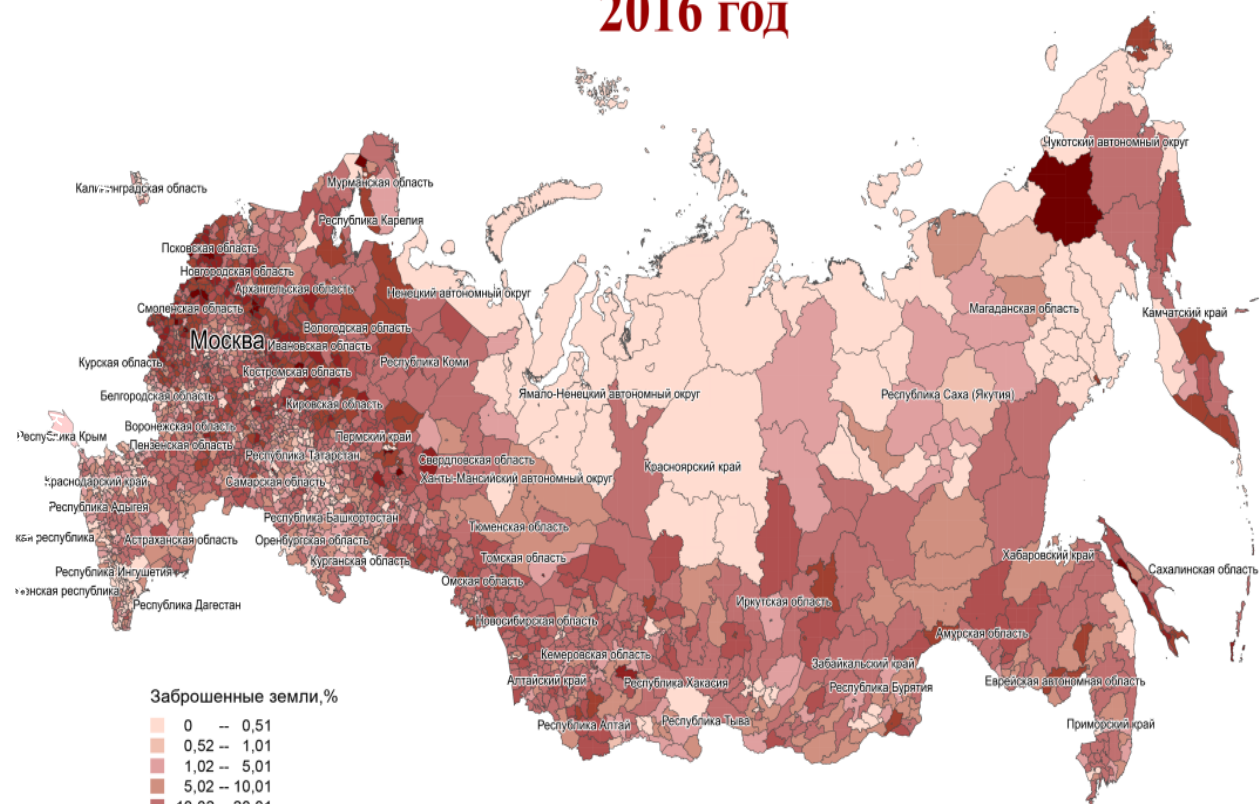 2016 год
Чукотский автономный округ
Калининградская область
Мурманская область
Республика Карелия
Псковская область
Новгородская область
Архангельская область
Ненецкий автономный округ
Смоленская область
Магаданская область
Камчатский край
Вологодская область
Москва
Ивановская область
Курская область
Республика Коми
Костромская область
Белгородская область
Ямало-Ненецкий автономный округ
Республика Саха (Якутия)
Кировская область
Воронежская область
Республика Крым
Пермский край
Пензенская область
Республика Татарстан
Свердловская область
Красноярский край
Краснодарский край
Самарская область
Ханты-Мансийский автономный округ
Республика Адыгея
Республика Башкортостан
Тюменская область
республика
Астраханская область
Оренбургская область
Хабаровский край
Курганская область
Томская область
Республика Ингушетия
Сахалинская область
Омская область
республика
Республика Дагестан
Иркутская область
Новосибирская область
Амурская область
Кемеровская область
Забайкальский край
Алтайский край
Республика Хакасия
Республика Бурятия
Еврейская автономная область
Республика Алтай
Республика Тыва
Приморский край
Заброшенные земли,%
0 -- 0,51
0,52 -- 1,01
1,02 -- 5,01
5,02 -- 10,01